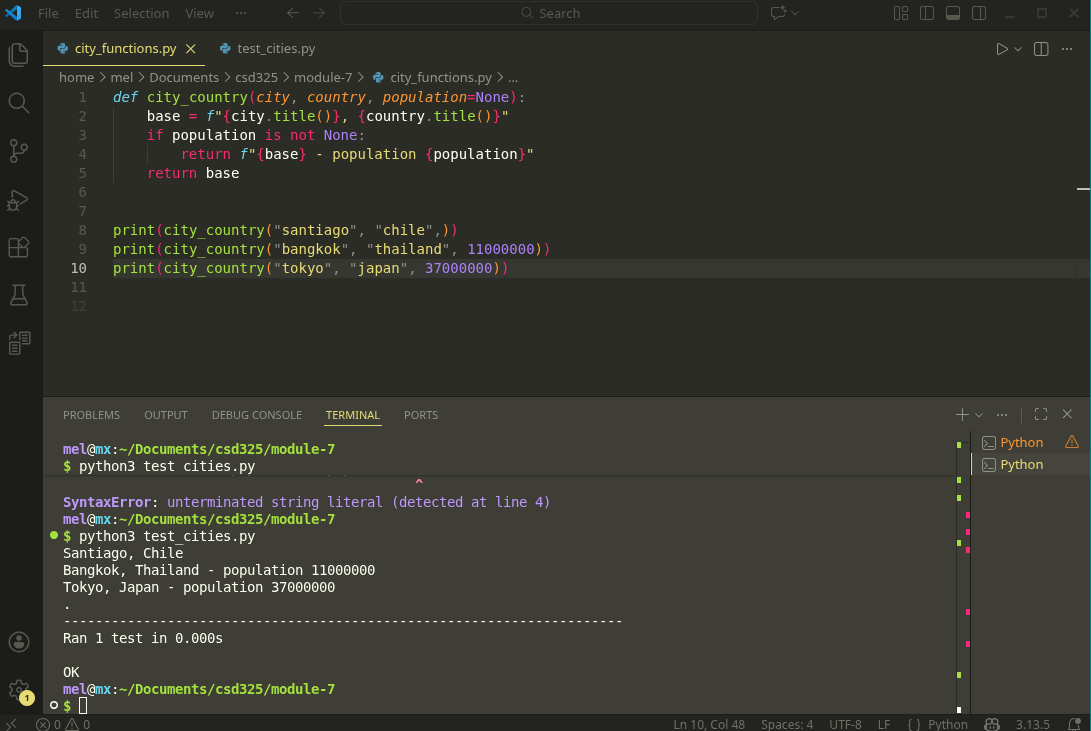 File Edit Selection View ··· Search
city_functions.py test_cities.py
home > mel > Documents > csd325 > module-7 > city_functions.py > ...
1 def city_country(city, country, population=None):
2     base = f"{city.title()}, {country.title()}"
3     if population is not None:
4         return f"{base} - population {population}"
5     return base
6
7
8 print(city_country("santiago", "chile",))
9 print(city_country("bangkok", "thailand", 11000000))
10 print(city_country("tokyo", "japan", 37000000))
11
12
PROBLEMS OUTPUT DEBUG CONSOLE TERMINAL PORTS
Python
Python
mel@mx:~/Documents/csd325/module-7
$ python3 test cities.py
^
SyntaxError: unterminated string literal (detected at line 4)
mel@mx:~/Documents/csd325/module-7
$ python3 test_cities.py
Santiago, Chile
Bangkok, Thailand - population 11000000
Tokyo, Japan - population 37000000
.
----------------------------------------------------------------------
Ran 1 test in 0.000s
OK
mel@mx:~/Documents/csd325/module-7
$
1
0 0 Ln 10, Col 48 Spaces: 4 UTF-8 LF { } Python 3.13.5